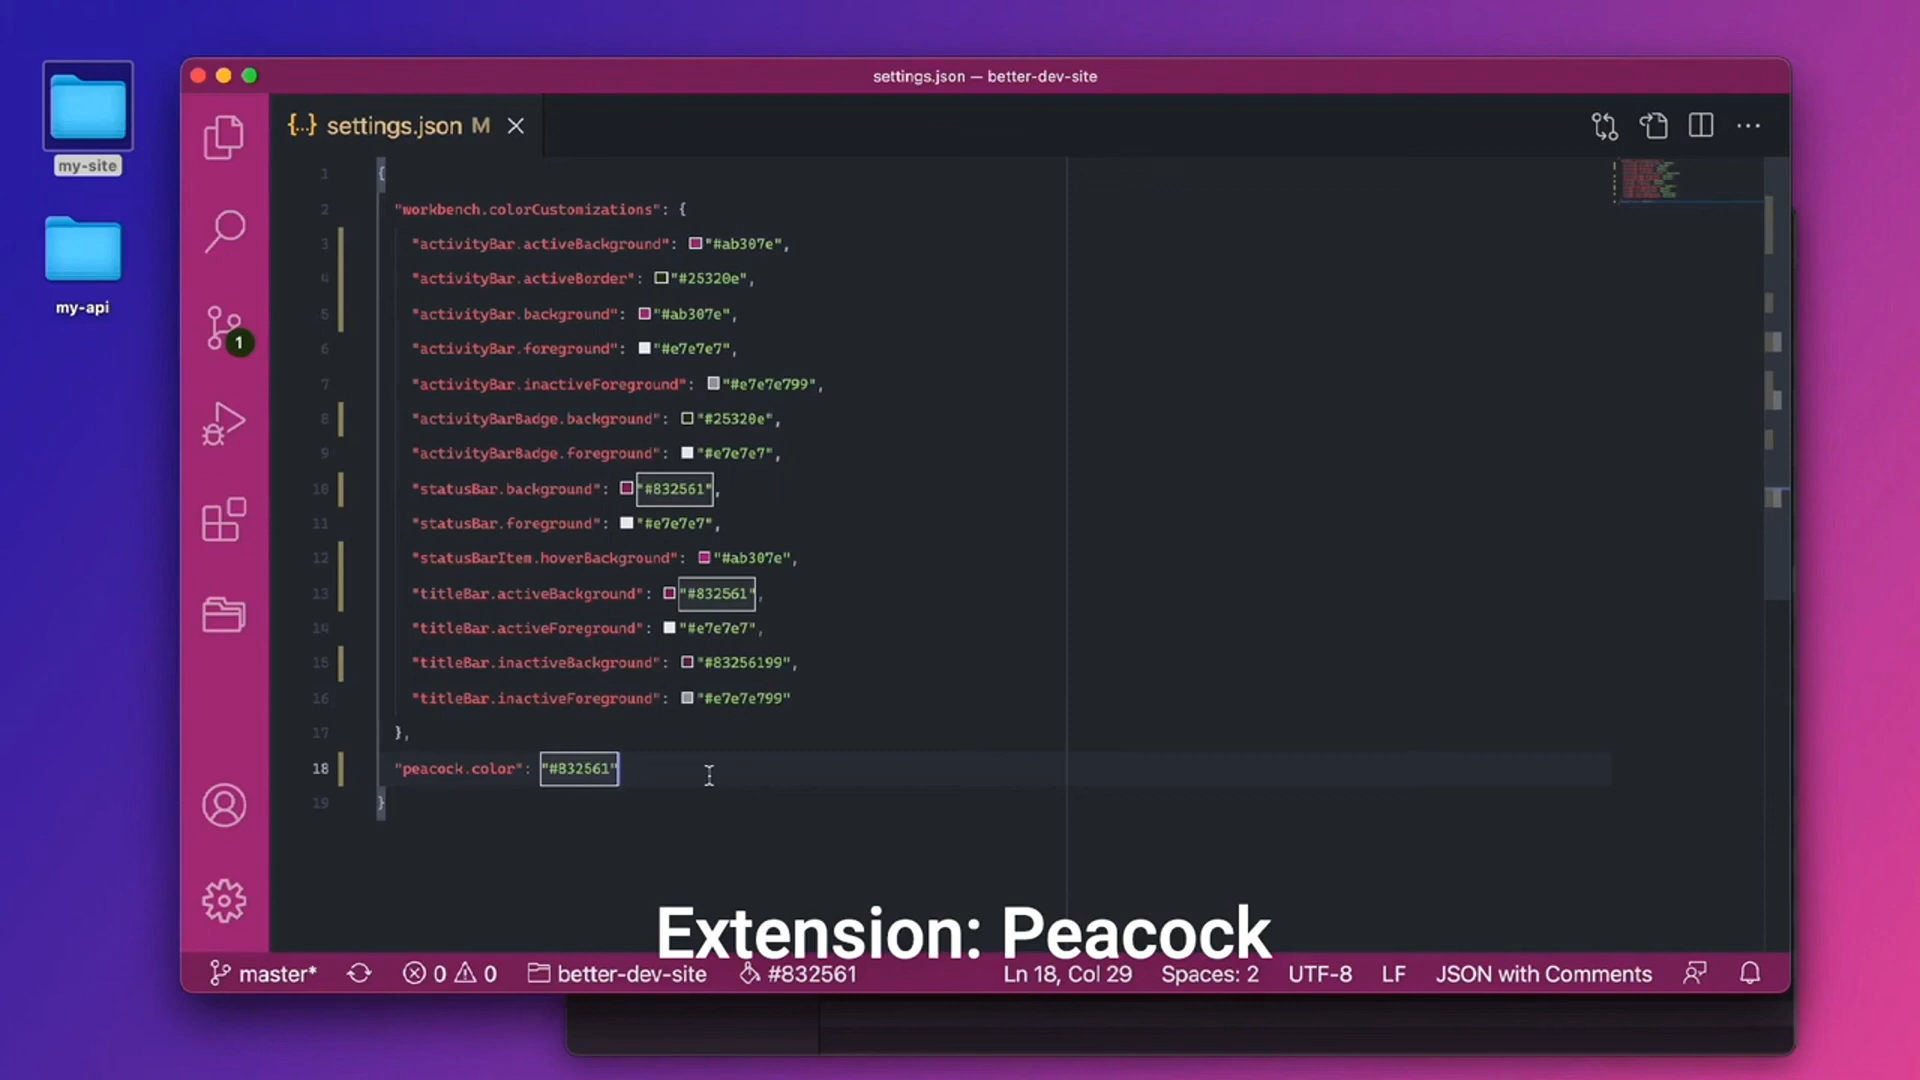 my-site
my-api
settings.json — better-dev-site
{...} settings.json M
1 {
2 "workbench.colorCustomizations": {
3 "activityBar.activeBackground": "#ab307e",
4 "activityBar.activeBorder": "#25320e",
5 "activityBar.background": "#ab307e",
6 "activityBar.foreground": "#e7e7e7",
7 "activityBar.inactiveForeground": "#e7e7e799",
8 "activityBarBadge.background": "#25320e",
9 "activityBarBadge.foreground": "#e7e7e7",
10 "statusBar.background": "#832561",
11 "statusBar.foreground": "#e7e7e7",
12 "statusBarItem.hoverBackground": "#ab307e",
13 "titleBar.activeBackground": "#832561",
14 "titleBar.activeForeground": "#e7e7e7",
15 "titleBar.inactiveBackground": "#83256199",
16 "titleBar.inactiveForeground": "#e7e7e799"
17 },
18 "peacock.color": "#832561"
19 }
1
Extension: Peacock
master* 0 0 better-dev-site #832561 Ln 18, Col 29 Spaces: 2 UTF-8 LF JSON with Comments